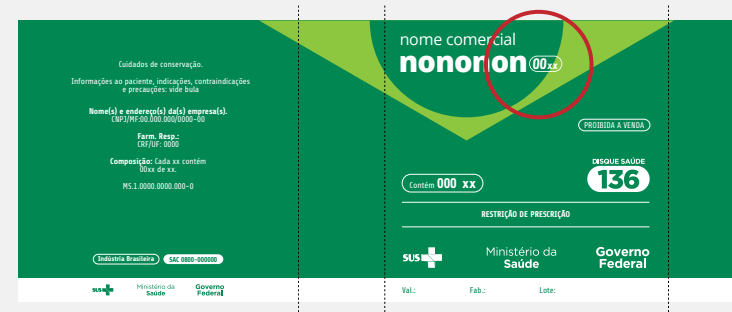 Cuidados de conservação.
Informações ao paciente, indicações, contraindicações
e precauções: vide bula
Nome(s) e endereço(s) da(s) empresa(s).
CNPJ/MF:00.000.000/0000-00
Farm. Resp.:
CRF/UF: 0000
Composição: Cada xx contém
00xx de xx.
MS.1.0000.0000.000-0
Indústria Brasileira SAC 0800-000000
SUS Ministério da Saúde Governo Federal
nome comercial
nononon 00xx
PROIBIDA A VENDA
DISQUE SAÚDE
136
Contém 000 xx
RESTRIÇÃO DE PRESCRIÇÃO
SUS Ministério da Saúde Governo Federal
Val.: Fab.: Lote: